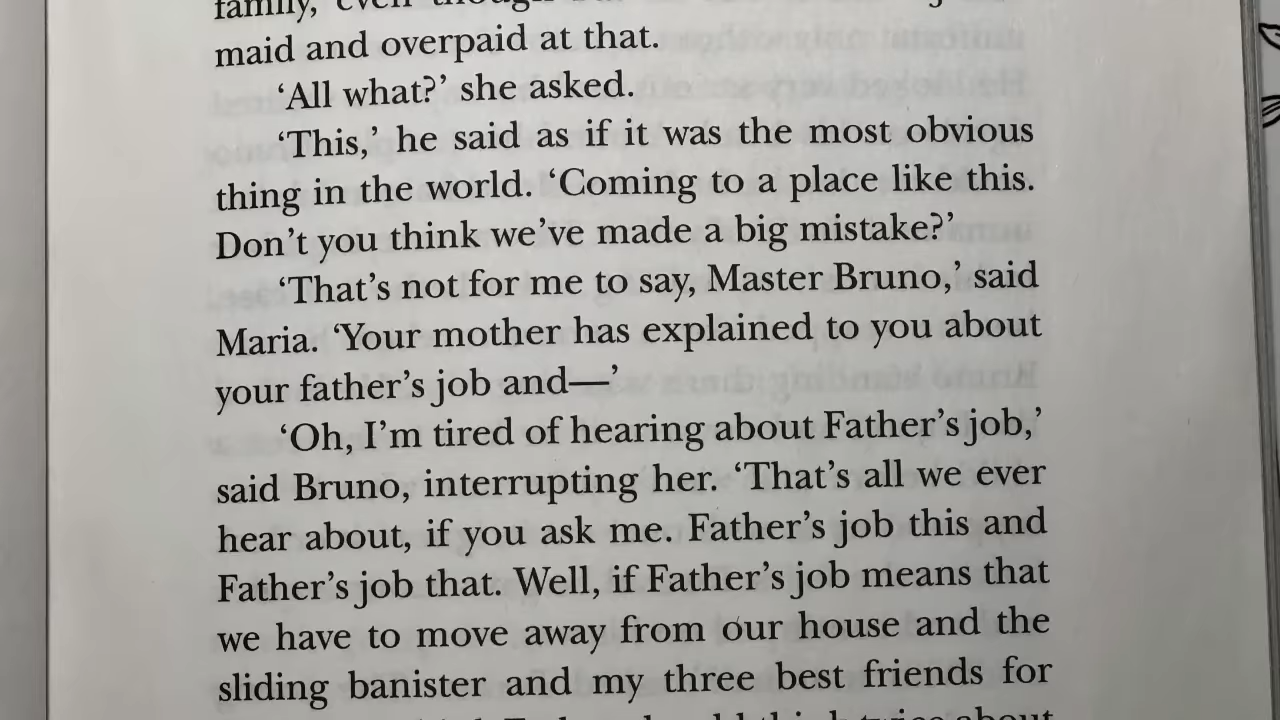 family, even though
maid and overpaid at that.
‘All what?’ she asked.
‘This,’ he said as if it was the most obvious
thing in the world. ‘Coming to a place like this.
Don’t you think we’ve made a big mistake?’
‘That’s not for me to say, Master Bruno,’ said
Maria. ‘Your mother has explained to you about
your father’s job and—’
‘Oh, I’m tired of hearing about Father’s job,’
said Bruno, interrupting her. ‘That’s all we ever
hear about, if you ask me. Father’s job this and
Father’s job that. Well, if Father’s job means that
we have to move away from our house and the
sliding banister and my three best friends for
twice about